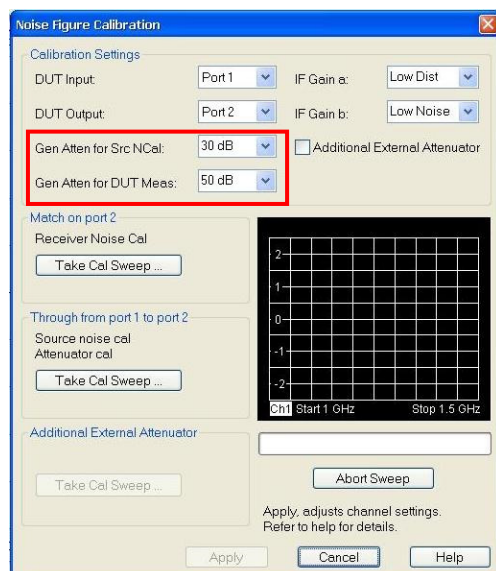 Noise Figure Calibration
Calibration Settings
DUT Input: Port 1 IF Gain a: Low Dist
DUT Output: Port 2 IF Gain b: Low Noise
Gen Atten for Src NCal: 30 dB Additional External Attenuator
Gen Atten for DUT Meas: 50 dB
Match on port 2
Receiver Noise Cal
Take Cal Sweep ...
Through from port 1 to port 2
Source noise cal
Attenuator cal
Take Cal Sweep ...
Additional External Attenuator
Take Cal Sweep ...
2
1
0
-1
-2
Ch1 Start 1 GHz Stop 1.5 GHz
Abort Sweep
Apply, adjusts channel settings.
Refer to help for details.
Apply Cancel Help